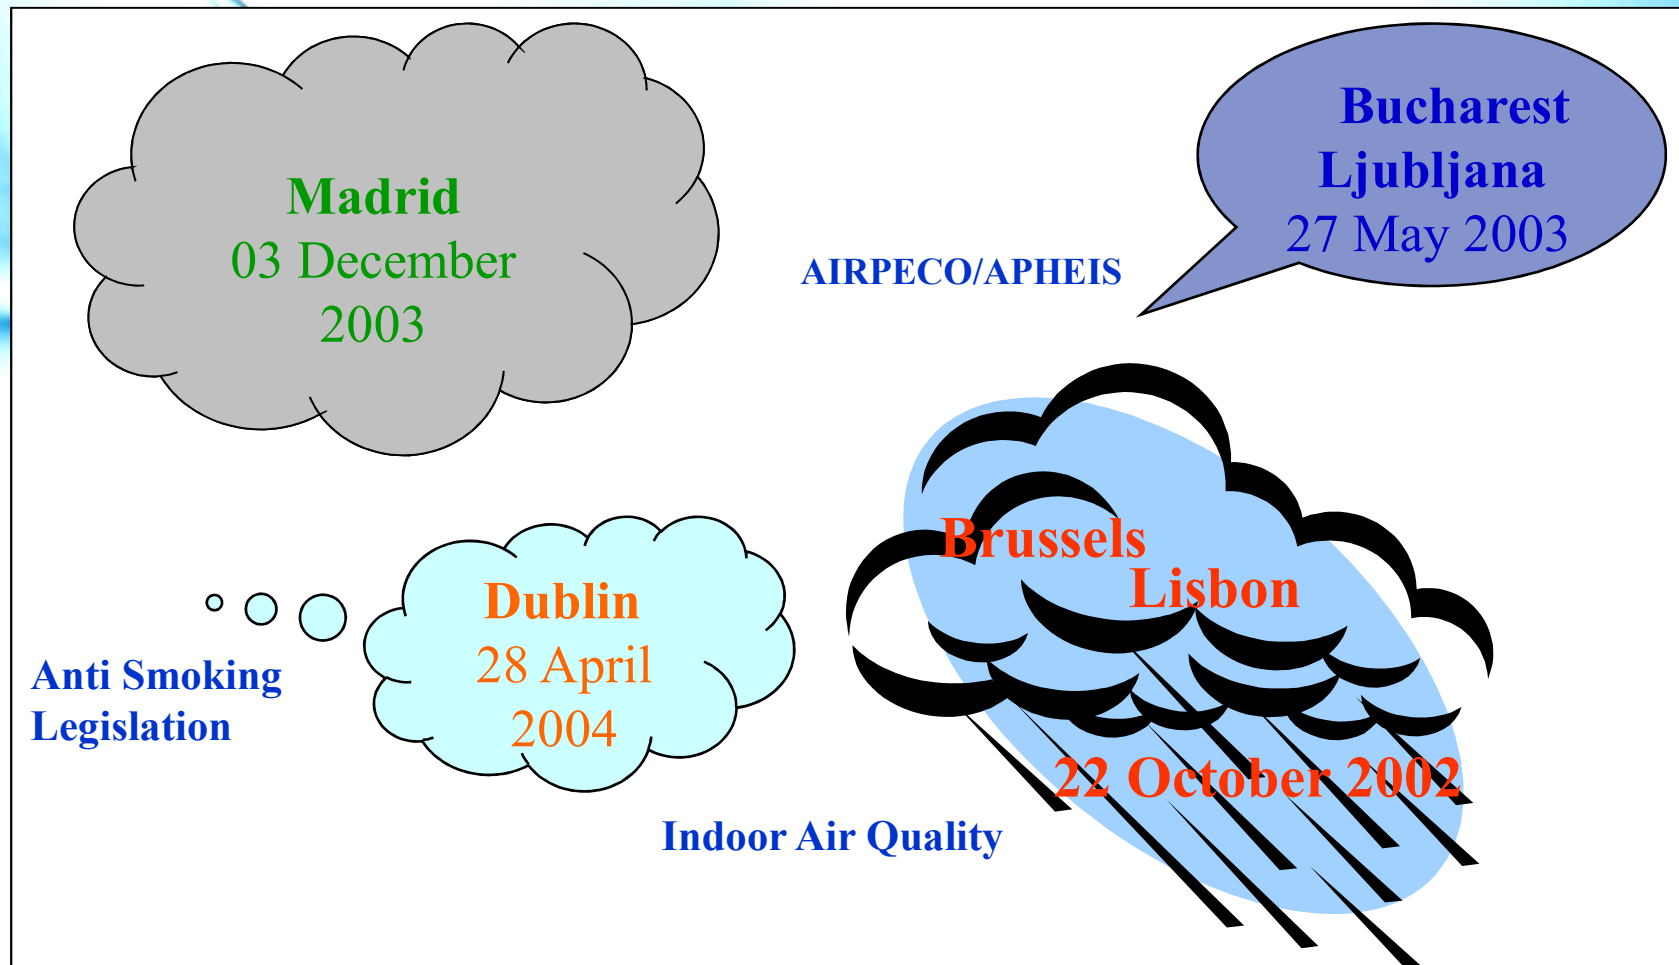 Madrid
03 December
2003
Bucharest
Ljubljana
27 May 2003
AIRPECO/APHEIS
Brussels
Lisbon
22 October 2002
Dublin
28 April
2004
Anti Smoking
Legislation
Indoor Air Quality